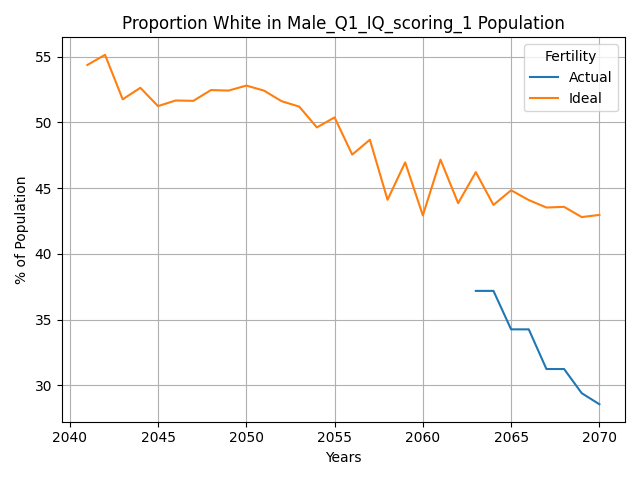 Proportion White in Male_Q1_IQ_scoring_1 Population
Fertility
Actual
Ideal
% of Population
55
50
45
40
35
30
2040
2045
2050
2055
2060
2065
2070
Years